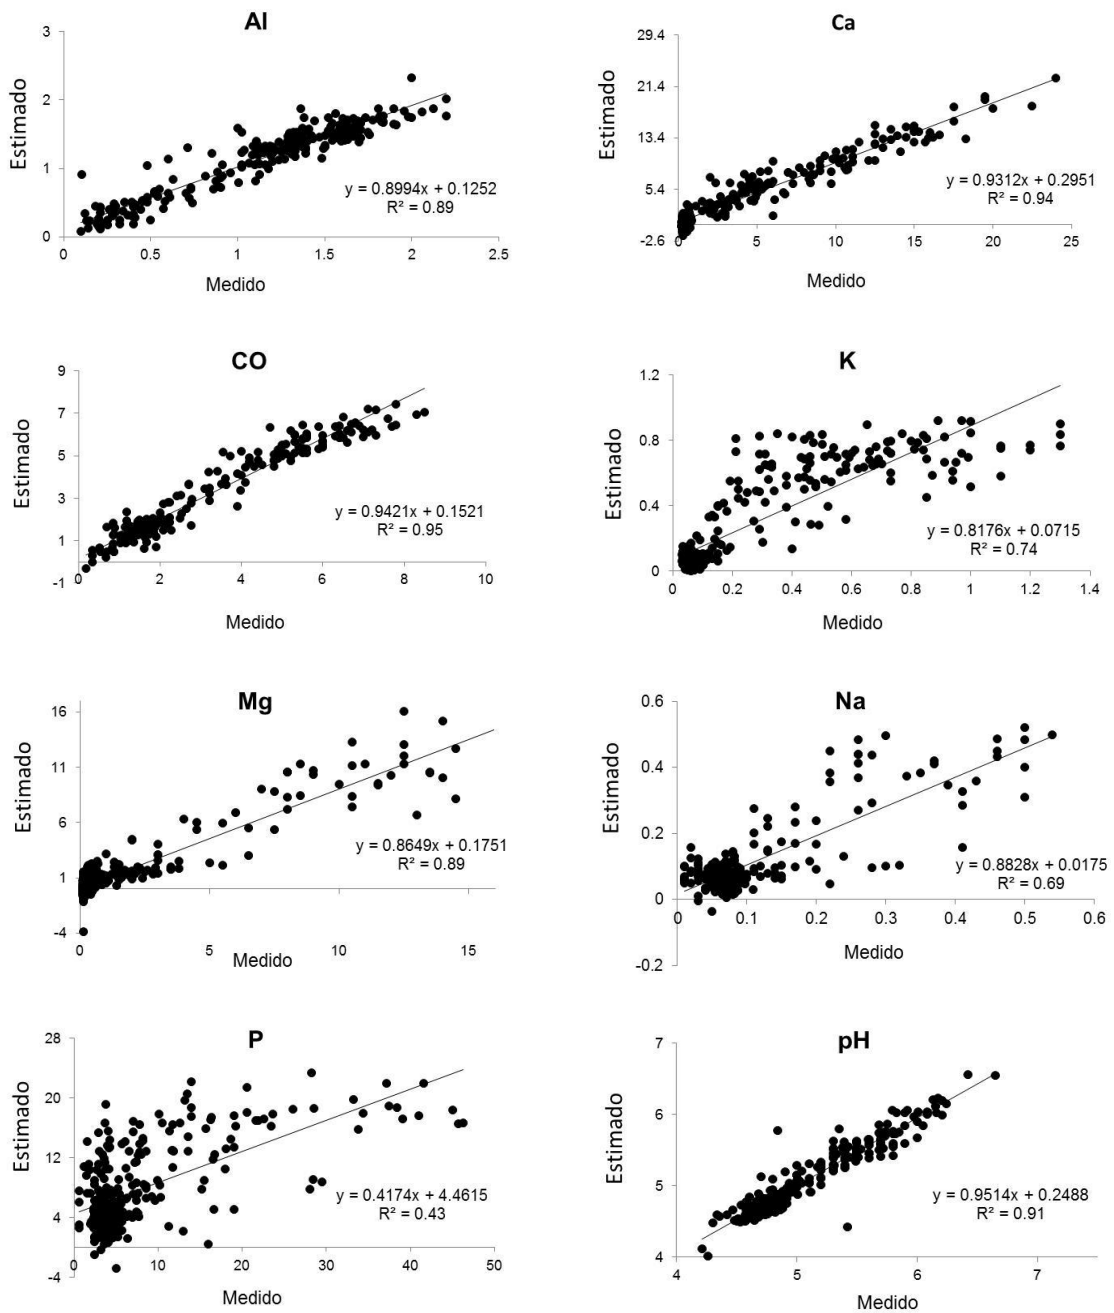 Al
3
2
1
0
0
0.5
1.0
1.5
2
2.5
Estimado
Medido
y = 0.8994x + 0.1252
R² = 0.89
Ca
29.4
21.4
13.4
5.4
-2.6
0
5
10
15
20
25
Estimado
Medido
y = 0.9312x + 0.2951
R² = 0.94
CO
9
7
5
3
1
-1
0
2
4
6
8
10
Estimado
Medido
y = 0.9421x + 0.1521
R² = 0.95
K
1.2
0.8
0.4
0
0
0.2
0.4
0.6
0.8
1.0
1.2
1.4
Estimado
Medido
y = 0.8176x + 0.0715
R² = 0.74
Mg
16
11
6
1
-4
0
5
10
15
Estimado
Medido
y = 0.8649x + 0.1751
R² = 0.89
Na
0.6
0.4
0.2
0
-0.2
0
0.1
0.2
0.3
0.4
0.5
0.6
Estimado
Medido
y = 0.8828x + 0.0175
R² = 0.69
P
28
20
12
4
-4
0
10
20
30
40
50
Estimado
Medido
y = 0.4174x + 4.4615
R² = 0.43
pH
7
6
5
4
4
5
6
7
Estimado
Medido
y = 0.9514x + 0.2488
R² = 0.91